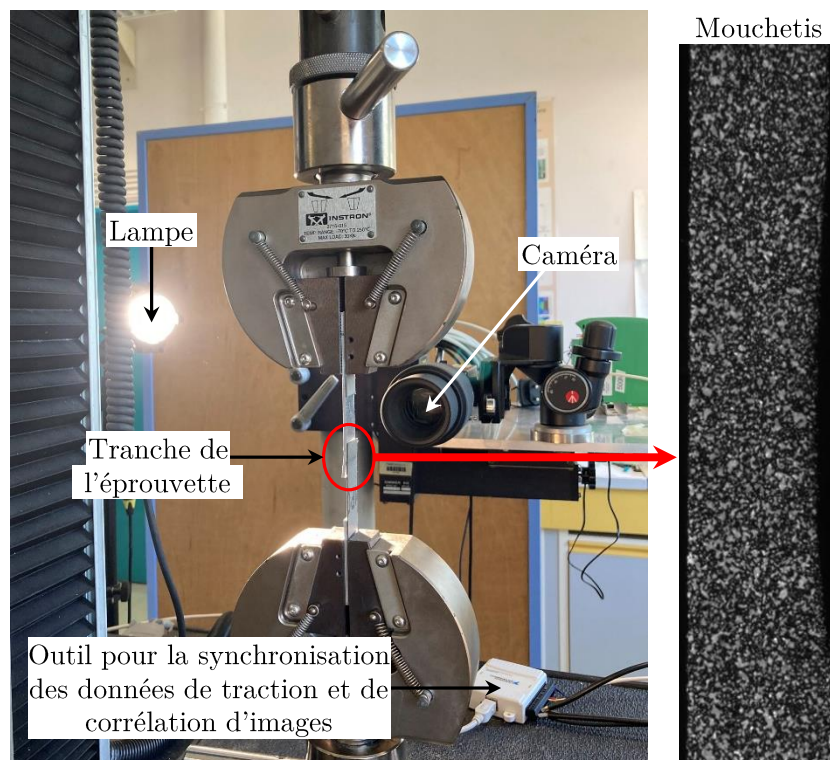 Mouchetis
Lampe
INSTRON
Caméra
Tranche de
l'éprouvette
Outil pour la synchronisation
des données de traction et de
corrélation d'images